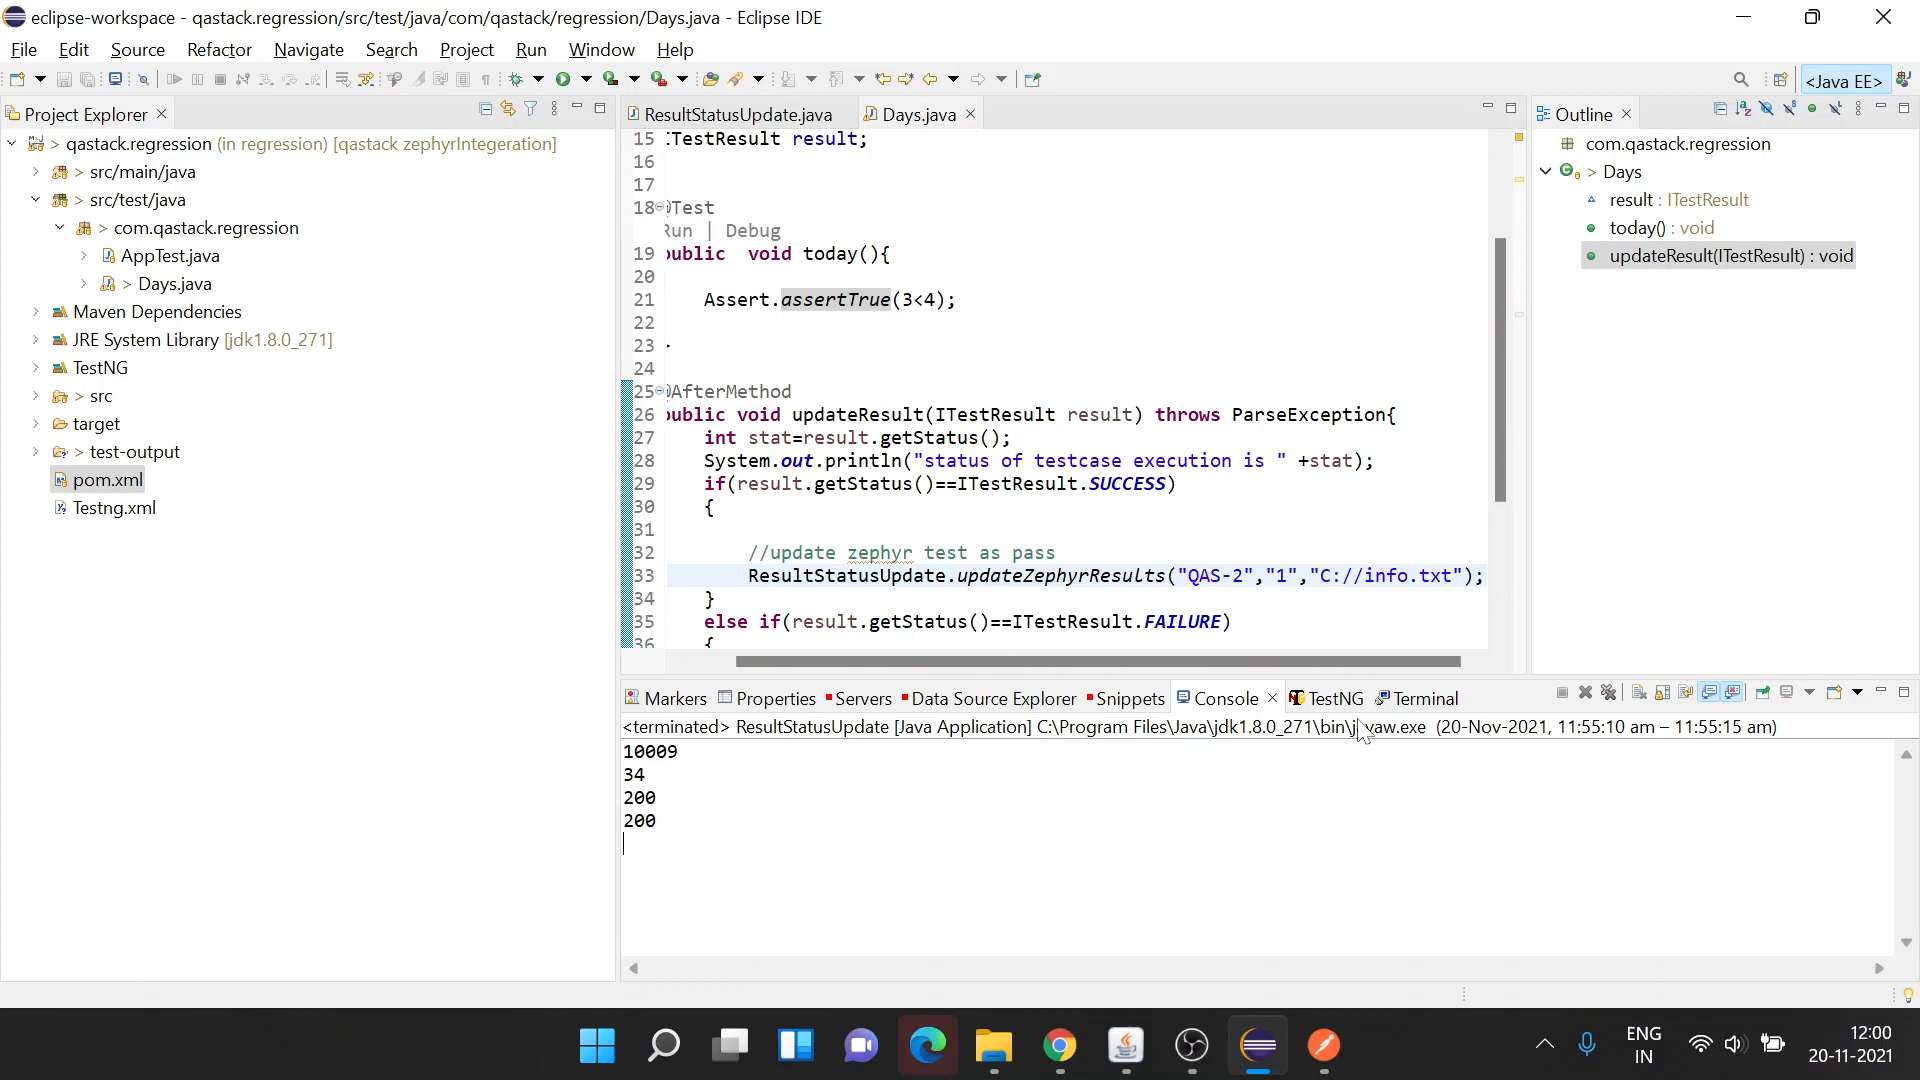 eclipse-workspace - qastack.regression/src/test/java/com/qastack/regression/Days.java - Eclipse IDE
File Edit Source Refactor Navigate Search Project Run Window Help
<Java EE>
Project Explorer
> qastack.regression (in regression) [qastack zephyrIntegeration]
> src/main/java
> src/test/java
> com.qastack.regression
AppTest.java
> Days.java
Maven Dependencies
JRE System Library [jdk1.8.0_271]
TestNG
> src
target
> test-output
pom.xml
Testng.xml
ResultStatusUpdate.java Days.java
15 ITestResult result;
16
17
18 @Test
Run | Debug
19 public void today(){
20
21 Assert.assertTrue(3<4);
22
23 }
24
25 @AfterMethod
26 public void updateResult(ITestResult result) throws ParseException{
27 int stat=result.getStatus();
28 System.out.println("status of testcase execution is " +stat);
29 if(result.getStatus()==ITestResult.SUCCESS)
30 {
31
32 //update zephyr test as pass
33 ResultStatusUpdate.updateZephyrResults("QAS-2","1","C://info.txt");
34 }
35 else if(result.getStatus()==ITestResult.FAILURE)
36 {
Outline
com.qastack.regression
> Days
result : ITestResult
today() : void
updateResult(ITestResult) : void
Markers Properties Servers Data Source Explorer Snippets Console TestNG Terminal
<terminated> ResultStatusUpdate [Java Application] C:\Program Files\Java\jdk1.8.0_271\bin\javaw.exe (20-Nov-2021, 11:55:10 am – 11:55:15 am)
10009
34
200
200
ENG
IN
12:00
20-11-2021